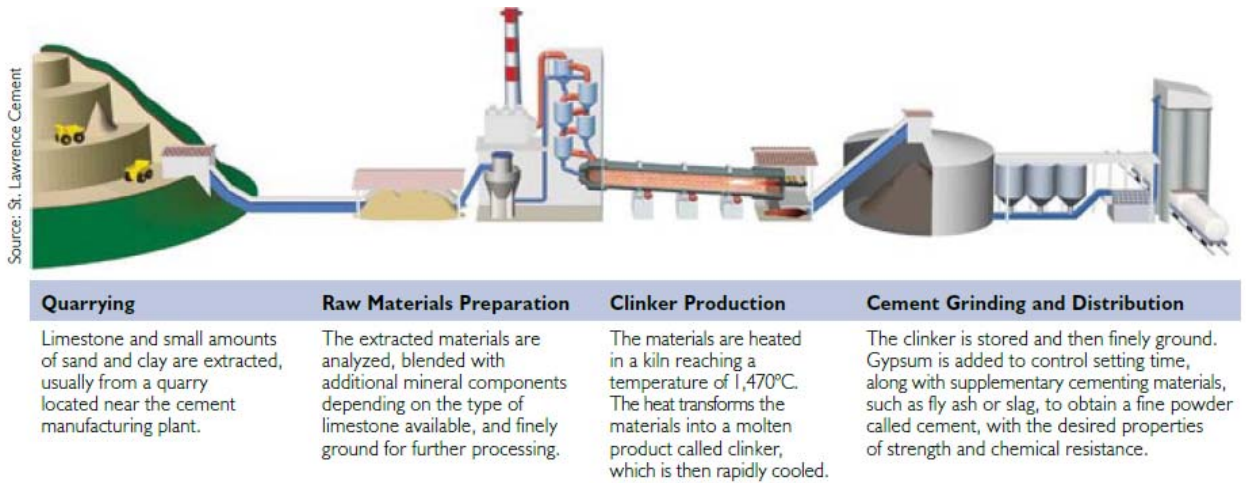 Source: St. Lawrence Cement
Quarrying
Limestone and small amounts
of sand and clay are extracted,
usually from a quarry
located near the cement
manufacturing plant.
Raw Materials Preparation
The extracted materials are
analyzed, blended with
additional mineral components
depending on the type of
limestone available, and finely
ground for further processing.
Clinker Production
The materials are heated
in a kiln reaching a
temperature of 1,470°C.
The heat transforms the
materials into a molten
product called clinker,
which is then rapidly cooled.
Cement Grinding and Distribution
The clinker is stored and then finely ground.
Gypsum is added to control setting time,
along with supplementary cementing materials,
such as fly ash or slag, to obtain a fine powder
called cement, with the desired properties
of strength and chemical resistance.